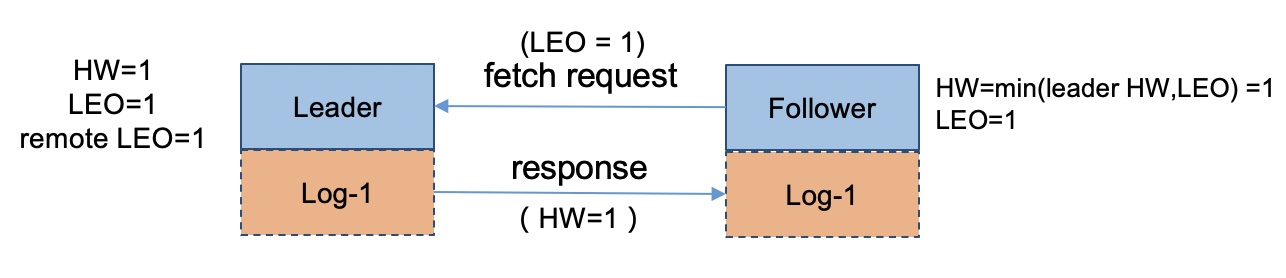 (LEO = 1)
fetch request
HW=1
LEO=1
remote LEO=1
Leader
Follower
HW=min(leader HW,LEO) =1
LEO=1
response
Log-1
Log-1
( HW=1 )